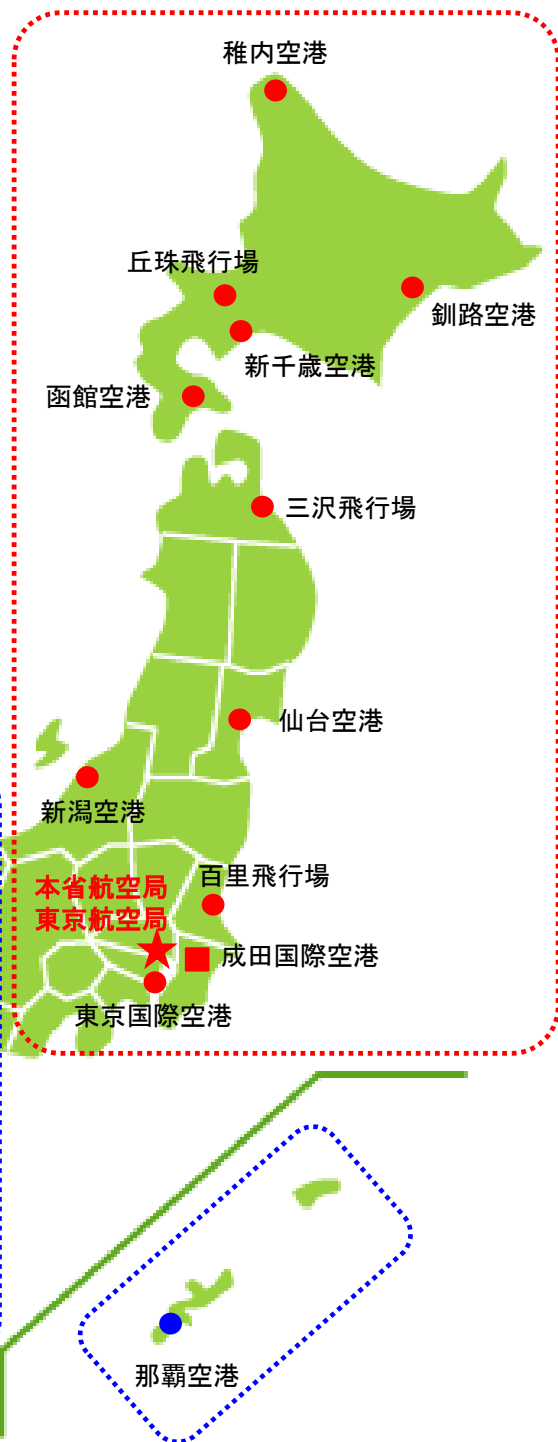 稚内空港
丘珠飛行場
釧路空港
新千歳空港
函館空港
三沢飛行場
仙台空港
新潟空港
百里飛行場
本省航空局
東京航空局
成田国際空港
東京国際空港
那覇空港